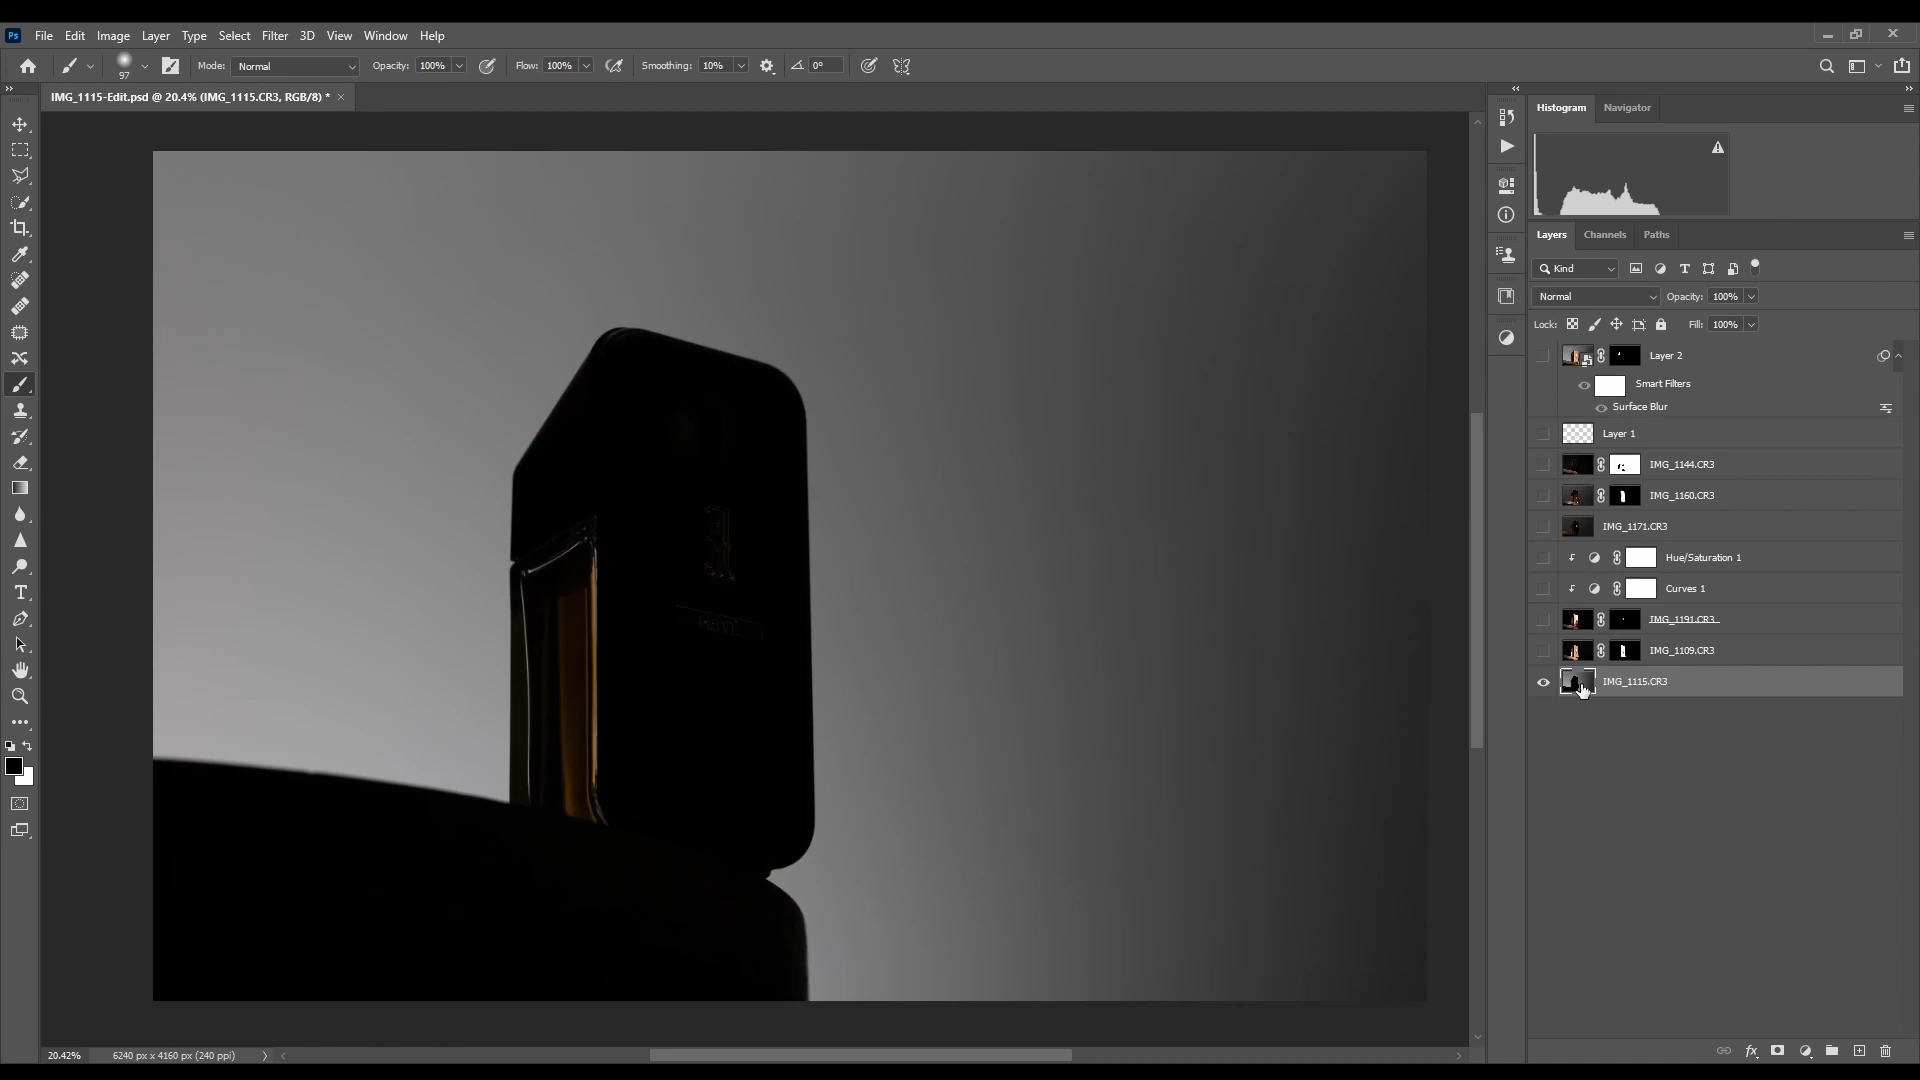 Ps File Edit Image Layer Type Select Filter 3D View Window Help
97 Mode: Normal Opacity: 100% Flow: 100% Smoothing: 10% 0°
IMG_1115-Edit.psd @ 20.4% (IMG_1115.CR3, RGB/8) * ×
Histogram Navigator
Layers Channels Paths
Kind
Normal Opacity: 100%
Lock: Fill: 100%
Layer 2
Smart Filters
Surface Blur
Layer 1
IMG_1144.CR3
IMG_1160.CR3
IMG_1171.CR3
Hue/Saturation 1
Curves 1
IMG_1191.CR3
IMG_1109.CR3
IMG_1115.CR3
20.42% 6240 px x 4160 px (240 ppi)
fx